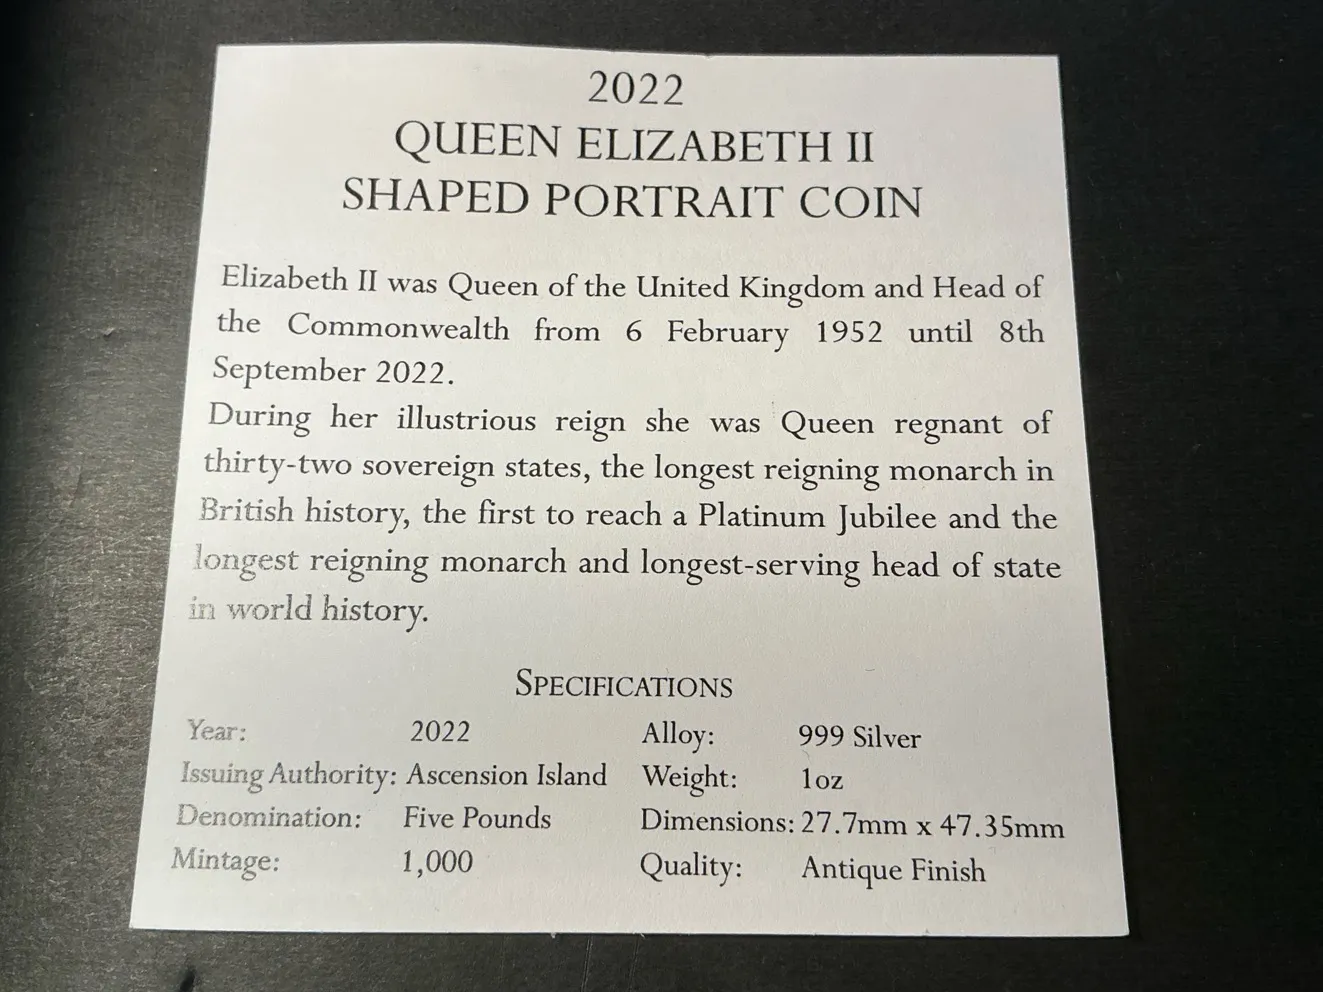 2022
QUEEN ELIZABETH II
SHAPED PORTRAIT COIN
Elizabeth II was Queen of the United Kingdom and Head of
the Commonwealth from 6 February 1952 until 8th
September 2022.
During her illustrious reign she was Queen regnant of
thirty-two sovereign states, the longest reigning monarch in
British history, the first to reach a Platinum Jubilee and the
longest reigning monarch and longest-serving head of state
in world history.
SPECIFICATIONS
Year: 2022 Alloy: 999 Silver
Issuing Authority: Ascension Island Weight: 1oz
Denomination: Five Pounds Dimensions: 27.7mm x 47.35mm
Mintage: 1,000 Quality: Antique Finish